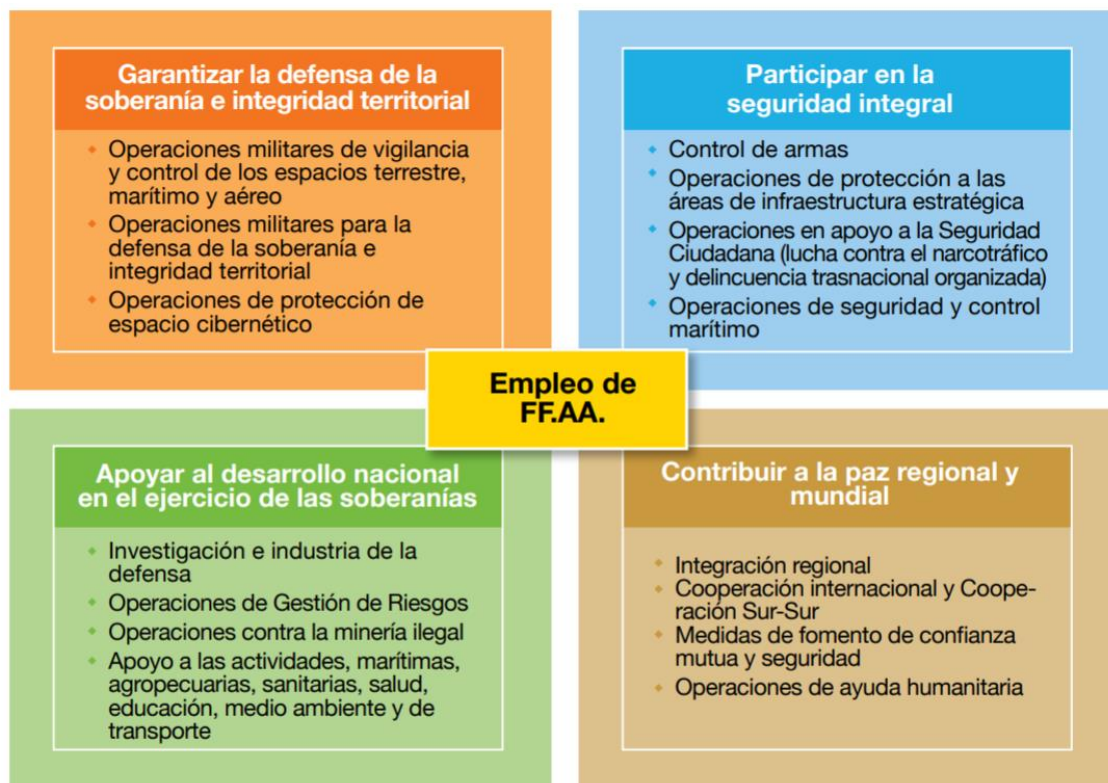 Garantizar la defensa de la
soberanía e integridad territorial
Operaciones militares de vigilancia
y control de los espacios terrestre,
marítimo y aéreo
Operaciones militares para la
defensa de la soberanía e
integridad territorial
Operaciones de protección de
espacio cibernético
Participar en la
seguridad integral
Control de armas
Operaciones de protección a las
áreas de infraestructura estratégica
Operaciones en apoyo a la Seguridad
Ciudadana (lucha contra el narcotráfico
y delincuencia trasnacional organizada)
Operaciones de seguridad y control
marítimo
Empleo de
FF.AA.
Apoyar al desarrollo nacional
en el ejercicio de las soberanías
Investigación e industria de la
defensa
Operaciones de Gestión de Riesgos
Operaciones contra la minería ilegal
Apoyo a las actividades, marítimas,
agropecuarias, sanitarias, salud,
educación, medio ambiente y de
transporte
Contribuir a la paz regional y
mundial
Integración regional
Cooperación internacional y Coope-
ración Sur-Sur
Medidas de fomento de confianza
mutua y seguridad
Operaciones de ayuda humanitaria